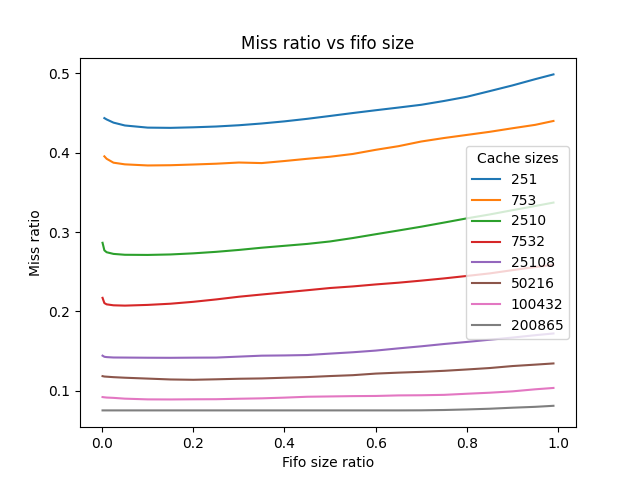 Miss ratio vs fifo size
Miss ratio
0.5
0.4
0.3
0.2
0.1
Cache sizes
251
753
2510
7532
25108
50216
100432
200865
0.0 0.2 0.4 0.6 0.8 1.0
Fifo size ratio